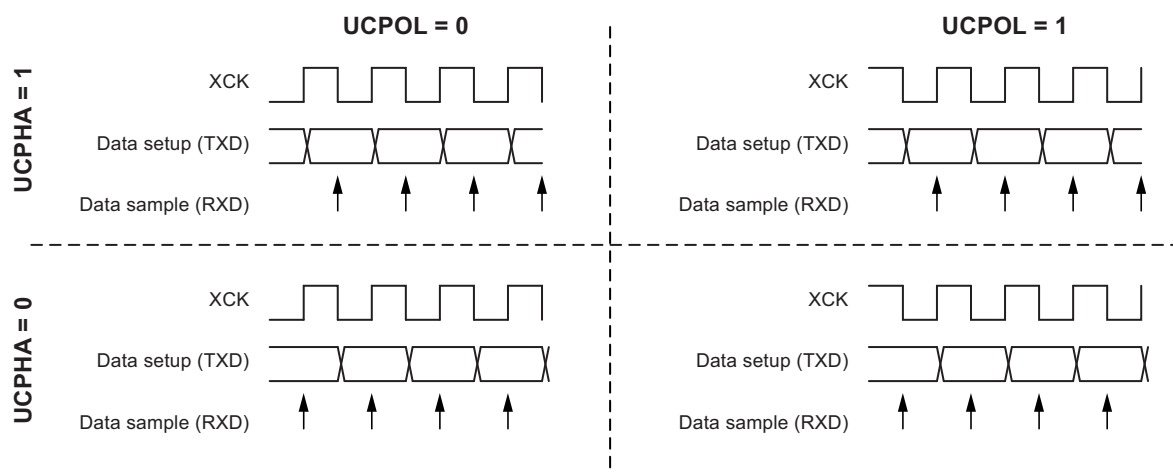 UCPOL = 0
UCPOL = 1
UCPHA = 1
XCK
Data setup (TXD)
Data sample (RXD)
XCK
Data setup (TXD)
Data sample (RXD)
UCPHA = 0
XCK
Data setup (TXD)
Data sample (RXD)
XCK
Data setup (TXD)
Data sample (RXD)